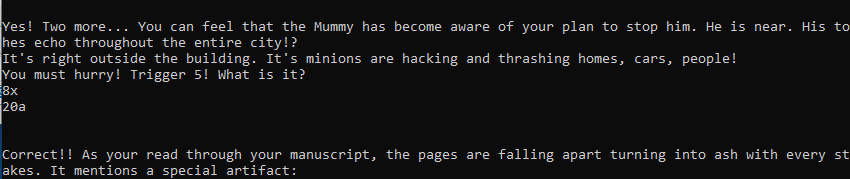 Yes! Two more... You can feel that the Mummy has become aware of your plan to stop him. He is near. His to
hes echo throughout the entire city!?
It's right outside the building. It's minions are hacking and thrashing homes, cars, people!
You must hurry! Trigger 5! What is it?
8x
20a
Correct!! As your read through your manuscript, the pages are falling apart turning into ash with every st
akes. It mentions a special artifact: